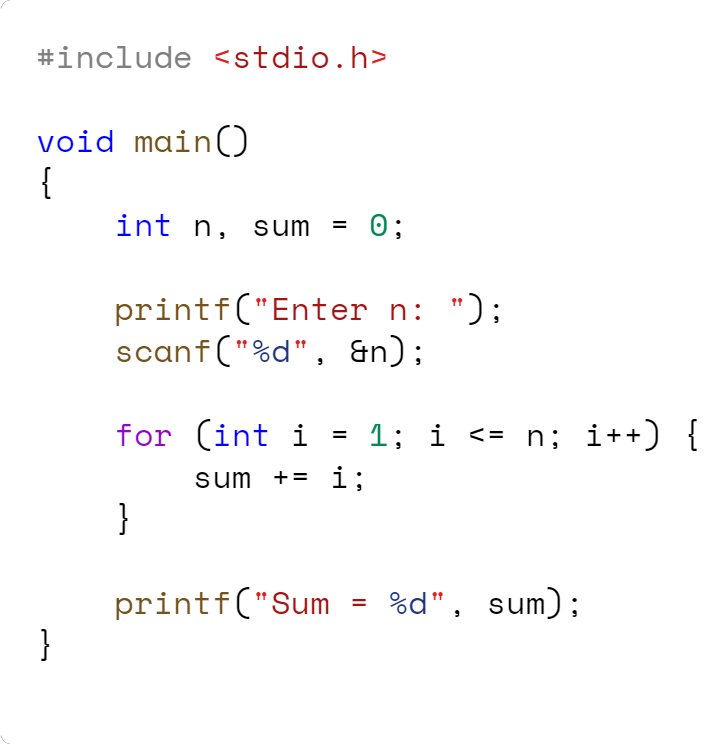 #include <stdio.h>
void main()
{
    int n, sum = 0;
    printf("Enter n: ");
    scanf("%d", &n);
    for (int i = 1; i <= n; i++) {
        sum += i;
    }
    printf("Sum = %d", sum);
}